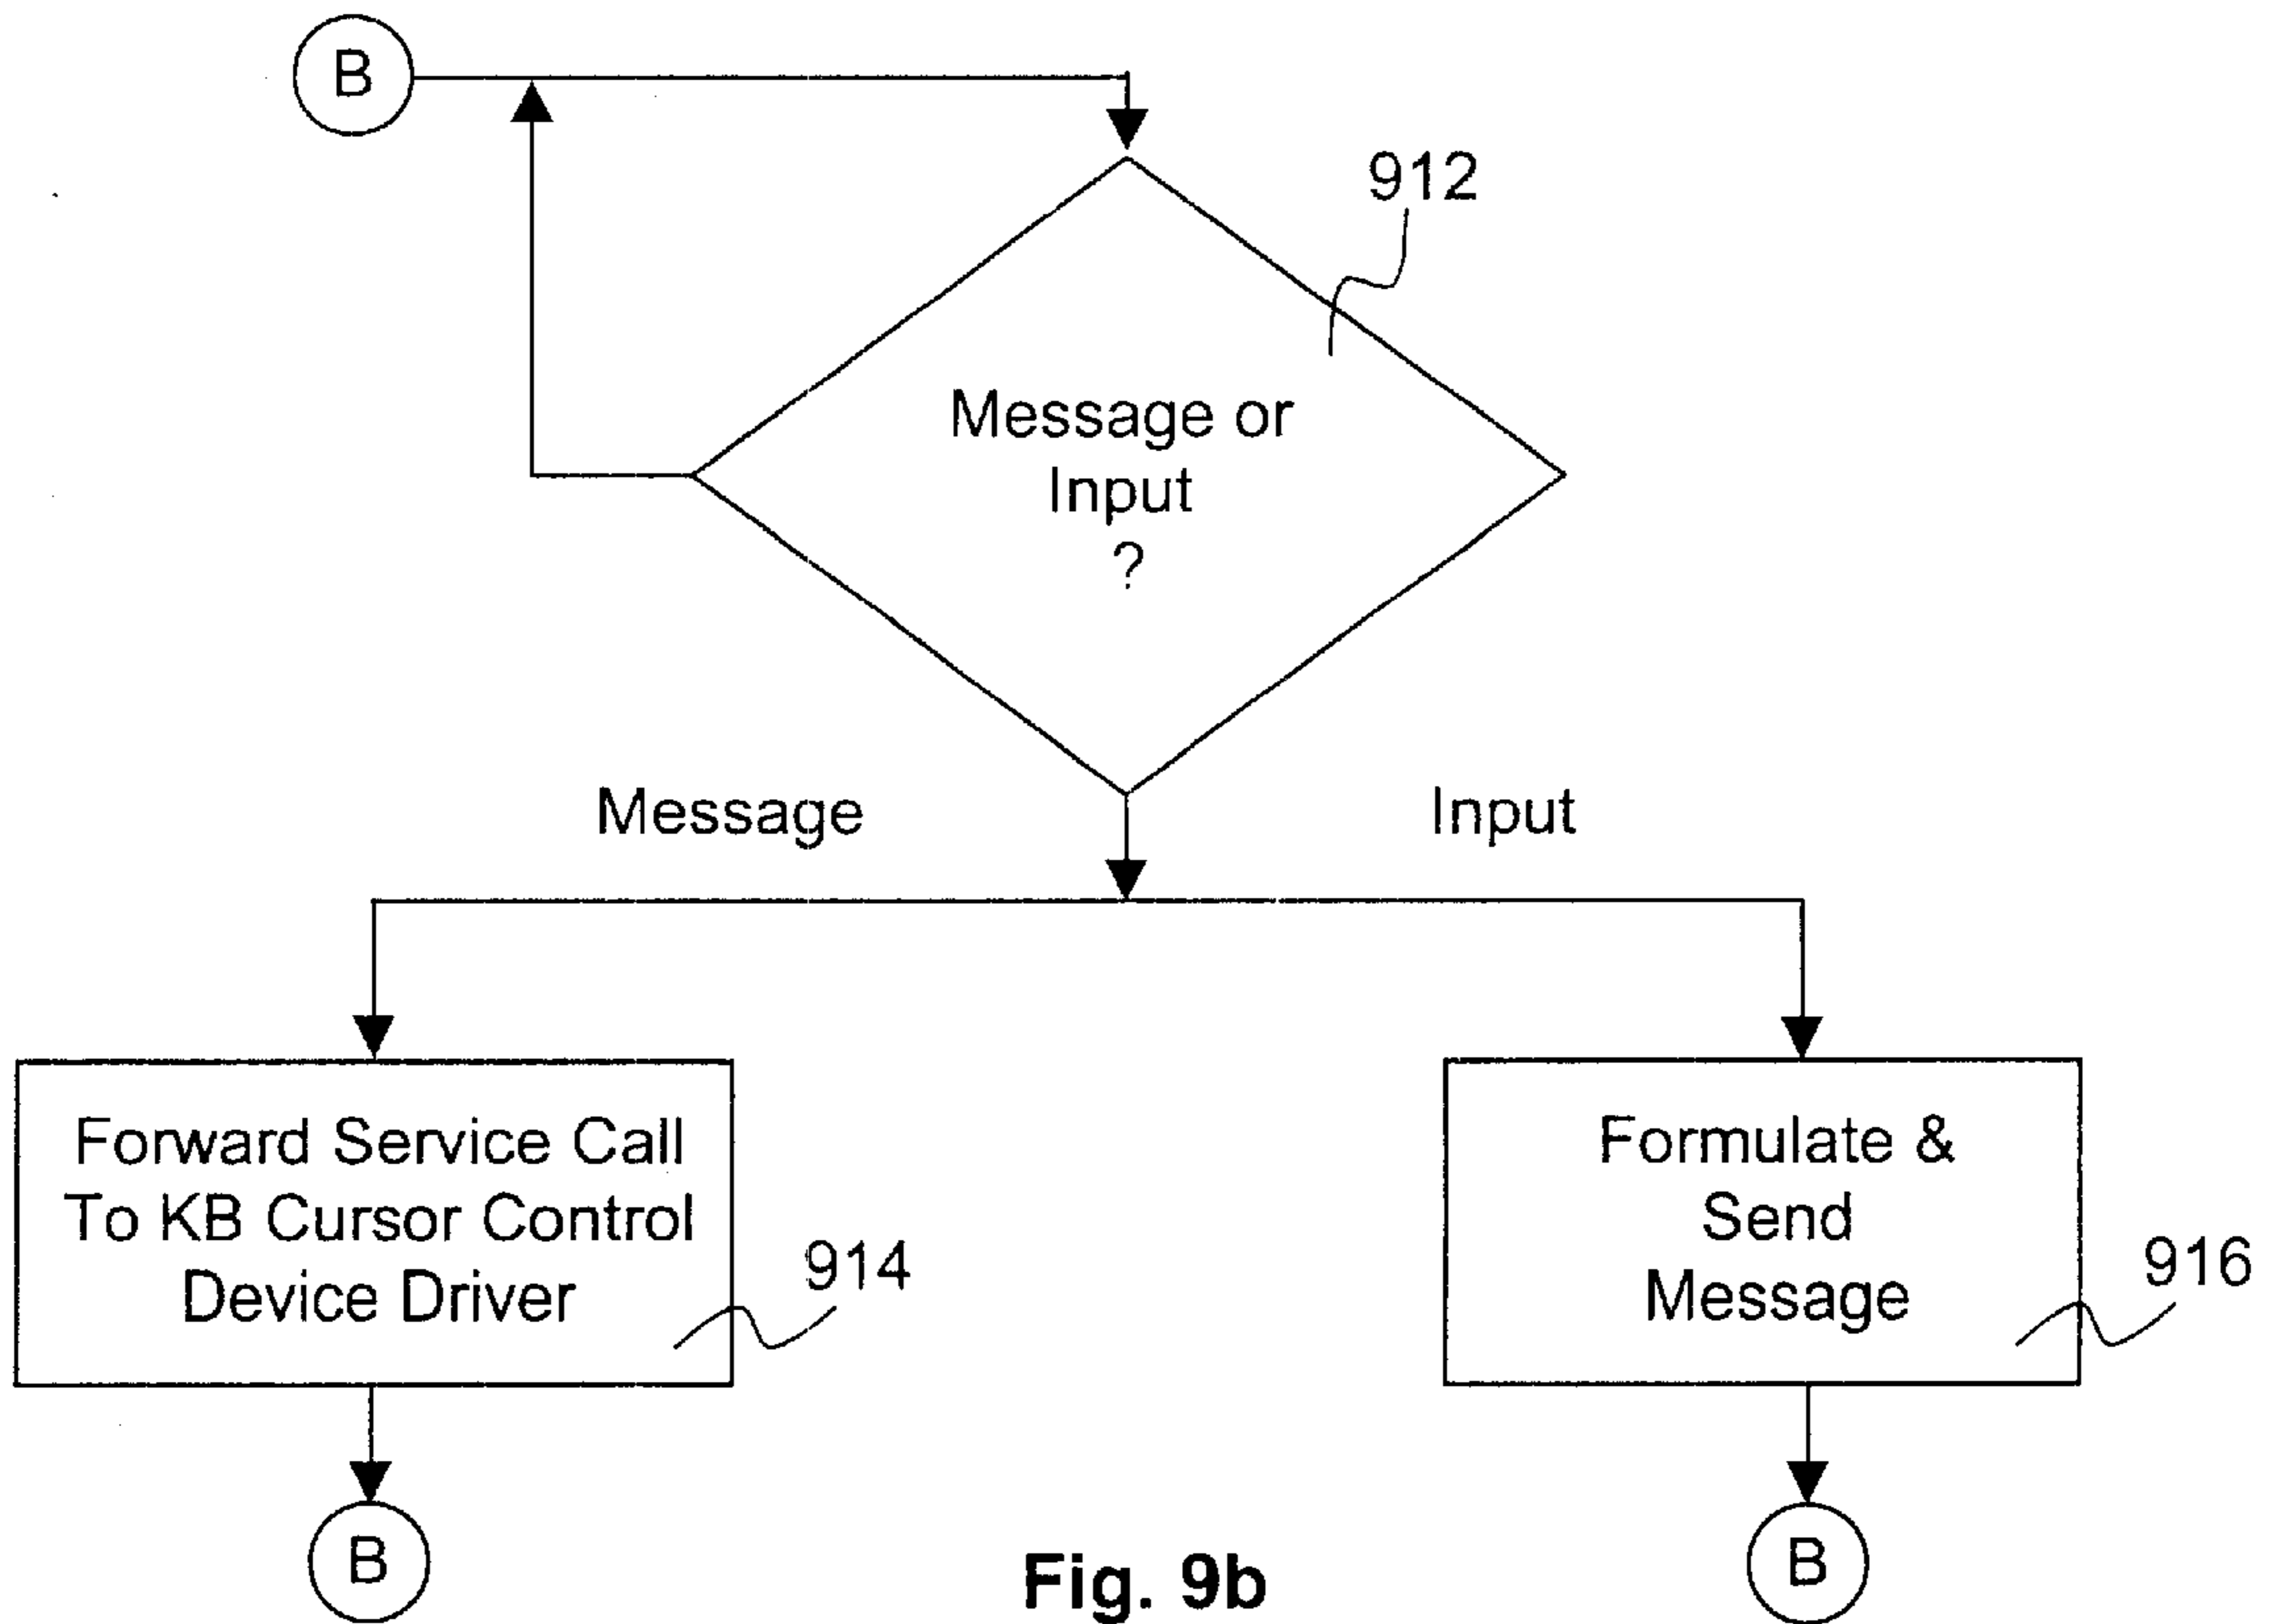 B
912
Message or
Input
?
Message
Input
Forward Service Call
To KB Cursor Control
Device Driver
914
Formulate &
Send
Message
916
B
B
Fig. 9b